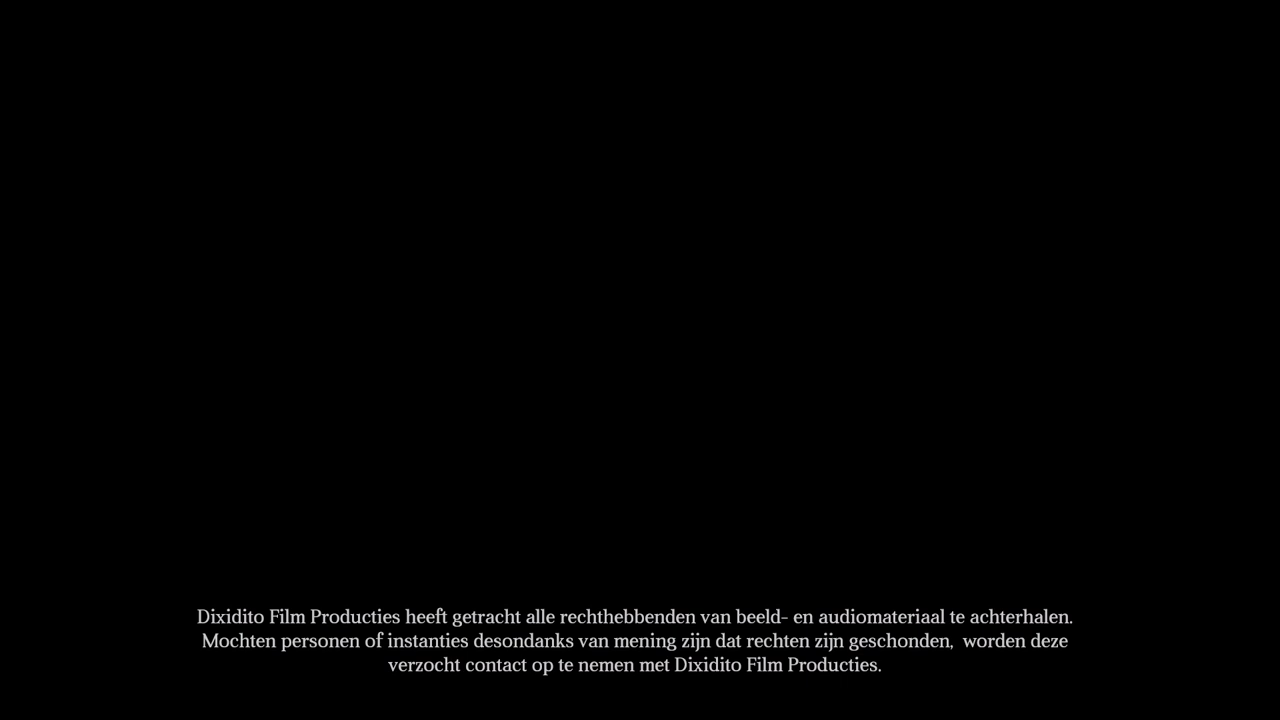 Dixidito Film Producties heeft getracht alle rechthebbenden van beeld- en audiomateriaal te achterhalen.
Mochten personen of instanties desondanks van mening zijn dat rechten zijn geschonden,  worden deze
verzocht contact op te nemen met Dixidito Film Producties.